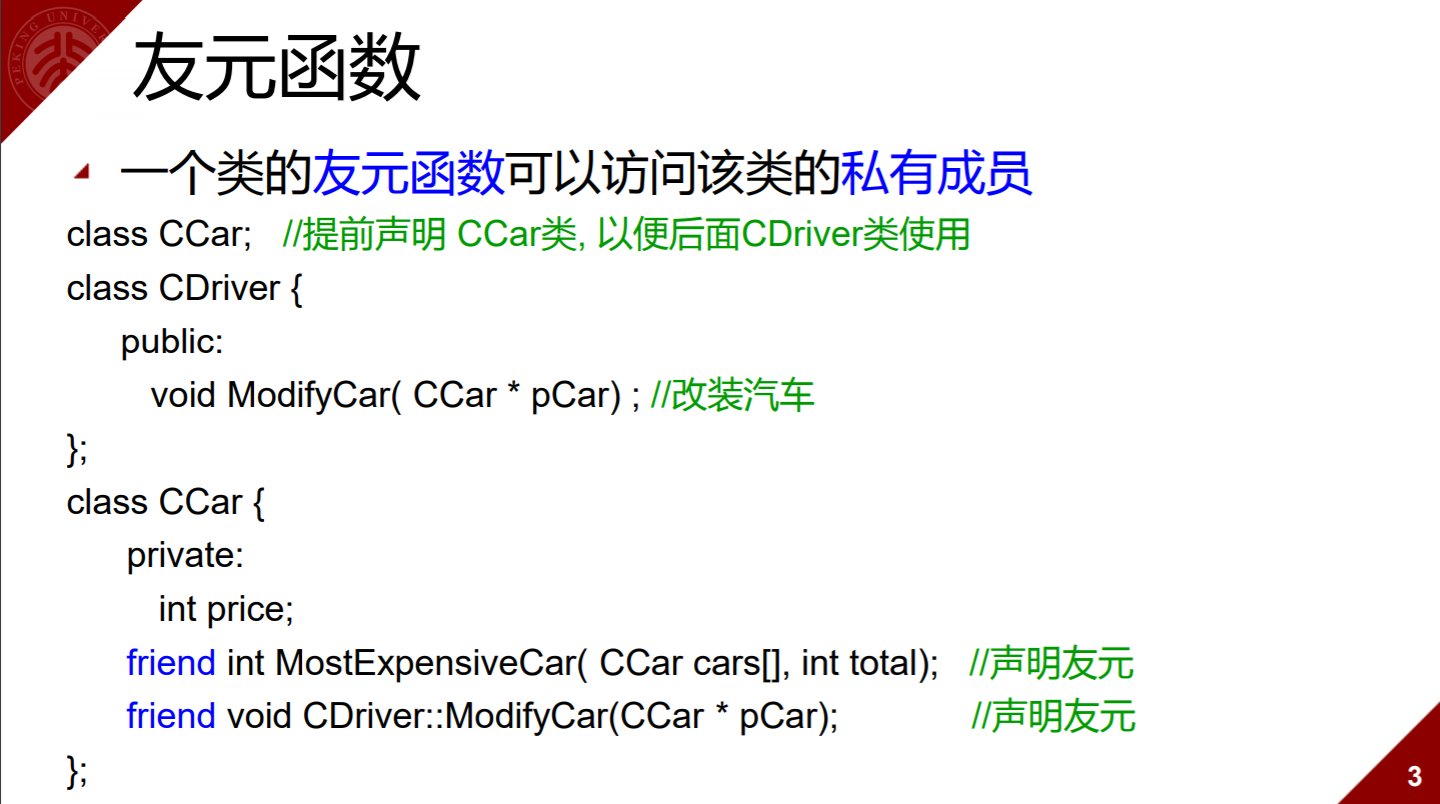 PEKING UNIVER
友元函数
一个类的友元函数可以访问该类的私有成员
class CCar; //提前声明 CCar类, 以便后面CDriver类使用
class CDriver {
public:
void ModifyCar( CCar * pCar) ; //改装汽车
};
class CCar {
private:
int price;
friend int MostExpensiveCar( CCar cars[], int total); //声明友元
friend void CDriver::ModifyCar(CCar * pCar); //声明友元
};
3